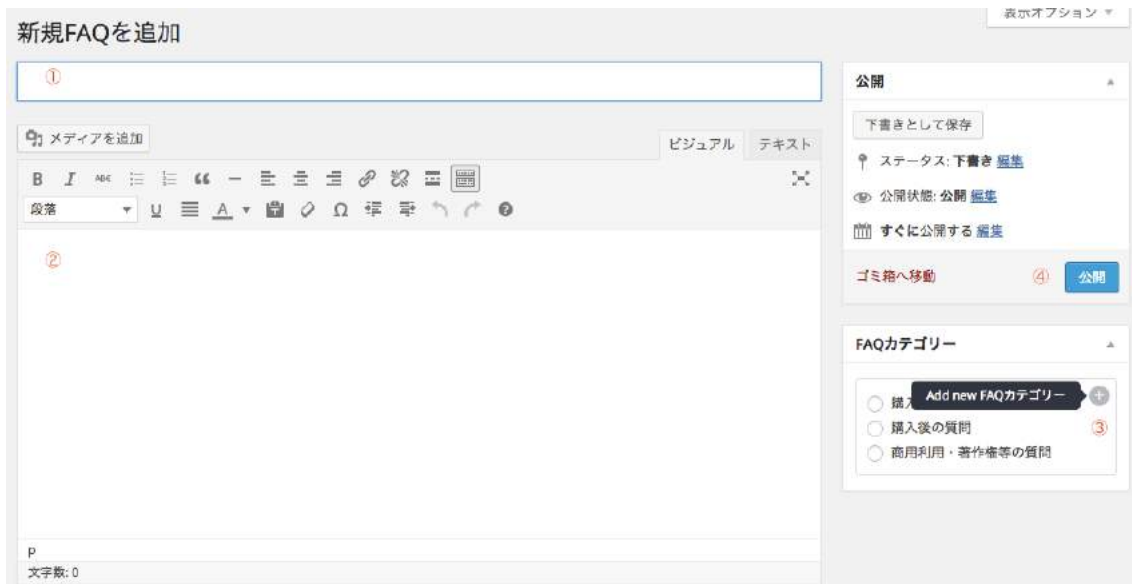 表示オプション ▼
新規FAQを追加
①
メディアを追加
ビジュアル テキスト
B I ABC
段落 U A Ω
②
P
文字数: 0
公開
下書きとして保存
ステータス: 下書き 編集
公開状態: 公開 編集
すぐに公開する 編集
ゴミ箱へ移動 ④ 公開
FAQカテゴリー
Add new FAQカテゴリー
購入
購入後の質問 ③
商用利用・著作権等の質問